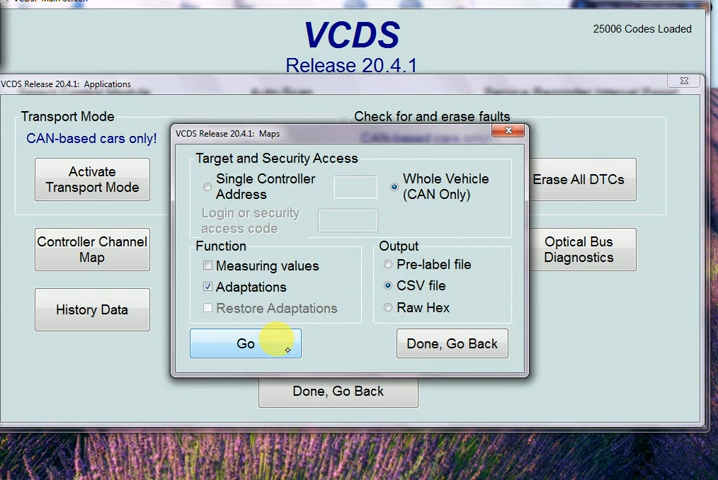 VCDS: Main Screen
VCDS
25006 Codes Loaded
Release 20.4.1
VCDS Release 20.4.1: Applications
Transport Mode
CAN-based cars only!
Activate
Transport Mode
Controller Channel
Map
History Data
Check for and erase faults
Erase All DTCs
Optical Bus
Diagnostics
Done, Go Back
VCDS Release 20.4.1: Maps
Target and Security Access
Single Controller
Address
Whole Vehicle
(CAN Only)
Login or security
access code
Function
Measuring values
Adaptations
Restore Adaptations
Output
Pre-label file
CSV file
Raw Hex
Go
Done, Go Back